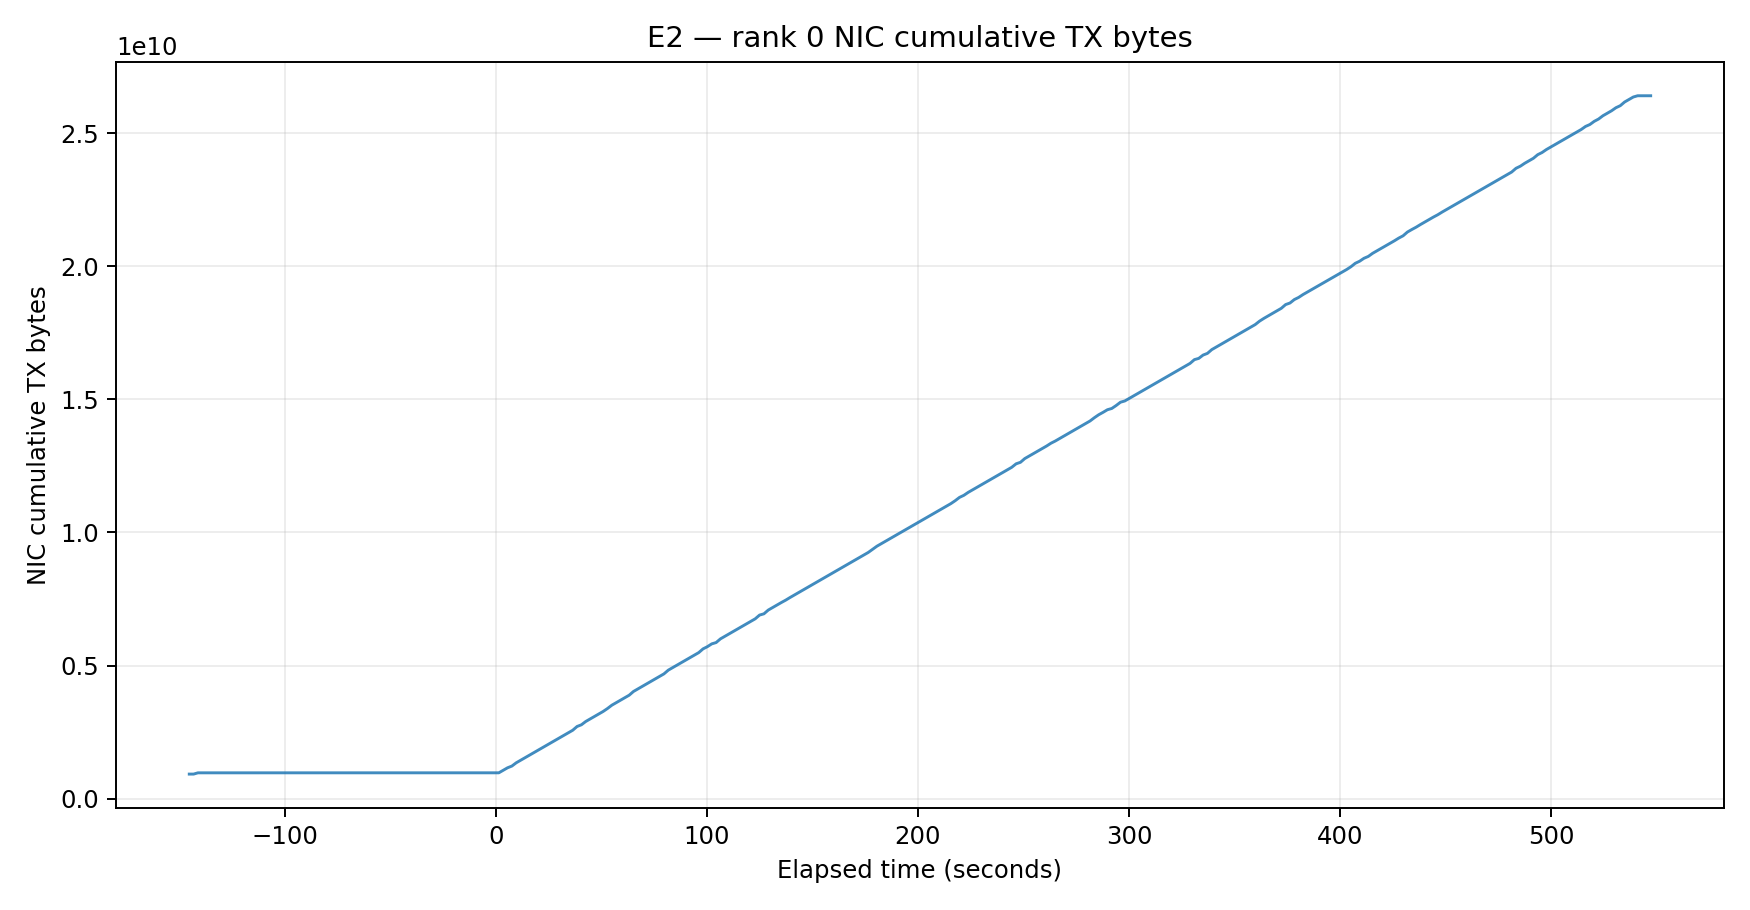 E2 — rank 0 NIC cumulative TX bytes
1e10
2.5
2.0
1.5
1.0
0.5
0.0
NIC cumulative TX bytes
−100 0 100 200 300 400 500
Elapsed time (seconds)